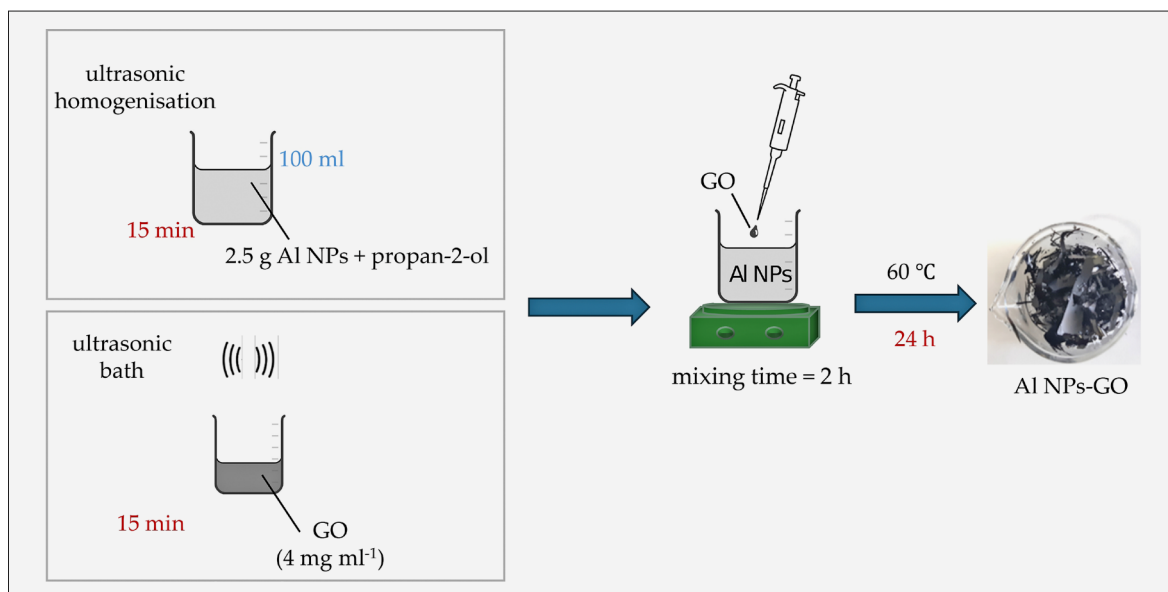 ultrasonic
homogenisation
100 ml
15 min
2.5 g Al NPs + propan-2-ol
ultrasonic
bath
15 min
GO
(4 mg ml⁻¹)
GO
Al NPs
mixing time = 2 h
60 °C
24 h
Al NPs-GO